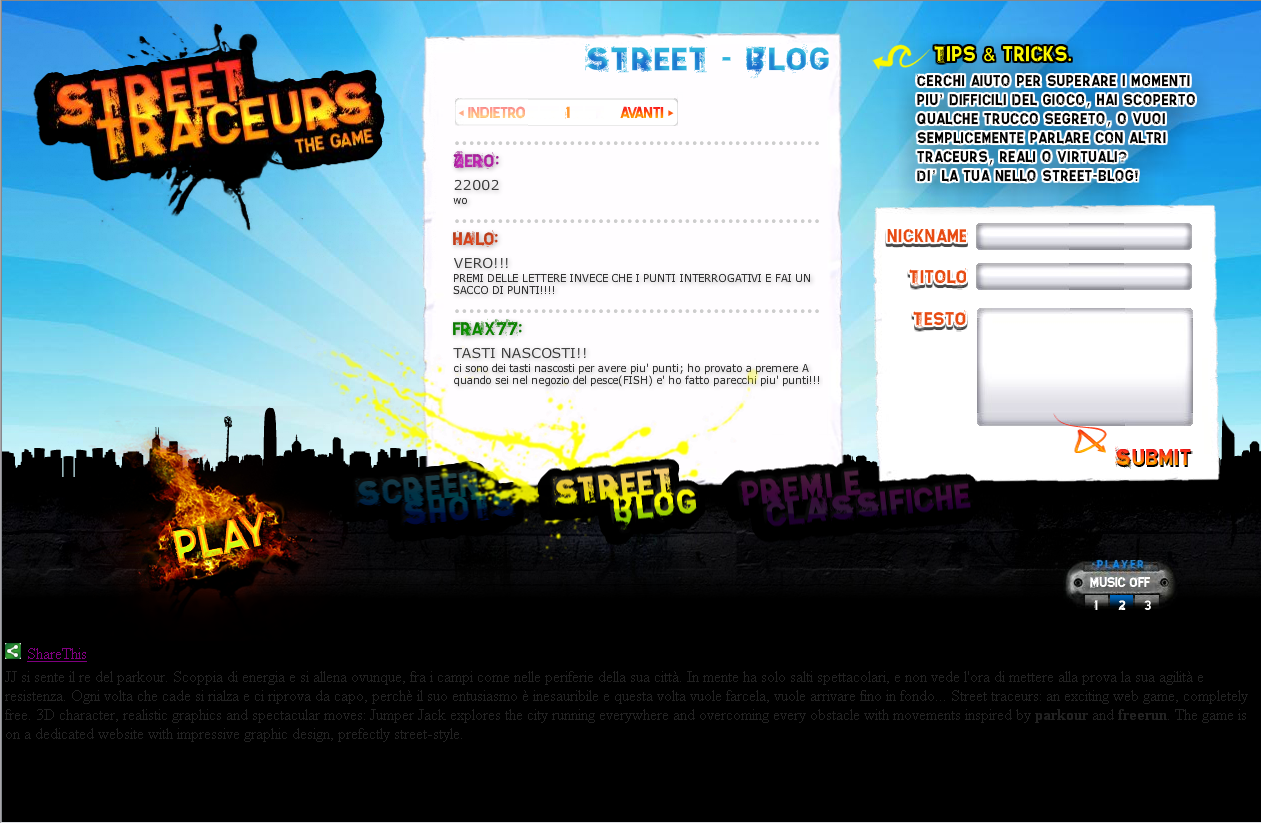 STREET
TRACEURS
THE GAME
STREET - BLOG
INDIETRO 1 AVANTI
ZERO:
22002
wo
HALO:
VERO!!!
PREMI DELLE LETTERE INVECE CHE I PUNTI INTERROGATIVI E FAI UN
SACCO DI PUNTI!!!!
FRAX77:
TASTI NASCOSTI!!
ci sono dei tasti nascosti per avere piu' punti; ho provato a premere A
quando sei nel negozio del pesce(FISH) e' ho fatto parecchi piu' punti!!!
TIPS & TRICKS.
CERCHI AIUTO PER SUPERARE I MOMENTI
PIU' DIFFICILI DEL GIOCO, HAI SCOPERTO
QUALCHE TRUCCO SEGRETO, O VUOI
SEMPLICEMENTE PARLARE CON ALTRI
TRACEURS, REALI O VIRTUALI?
DI' LA TUA NELLO STREET-BLOG!
NICKNAME
TITOLO
TESTO
SUBMIT
PLAY
SCREEN
SHOTS
STREET
BLOG
PREMI E
CLASSIFICHE
PLAYER
MUSIC OFF
1 2 3
ShareThis
JJ si sente il re del parkour. Scoppia di energia e si allena ovunque, fra i campi come nelle periferie della sua città. In mente ha solo salti spettacolari, e non vede l'ora di mettere alla prova la sua agilità e
resistenza. Ogni volta che cade si rialza e ci riprova da capo, perchè il suo entusiasmo è inesauribile e questa volta vuole farcela, vuole arrivare fino in fondo... Street traceurs: an exciting web game, completely
free. 3D character, realistic graphics and spectacular moves: Jumper Jack explores the city running everywhere and overcoming every obstacle with movements inspired by parkour and freerun. The game is
on a dedicated website with impressive graphic design, prefectly street-style.